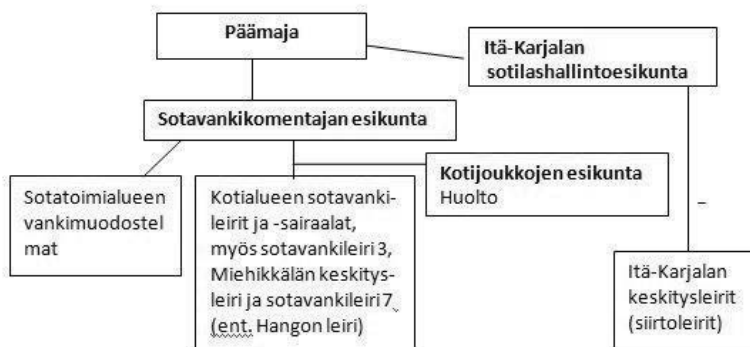 Päämaja
Itä-Karjalan
sotilashallintoesikunta
Sotavankikomentajan esikunta
Sotatoimialueen
vankimuodostel
mat
Kotialueen sotavanki-
leirit ja -sairaalat,
myös sotavankileiri 3,
Miehikkälän keskitys-
leiri ja sotavankileiri 7
(ent. Hangon leiri)
Kotijoukkojen esikunta
Huolto
Itä-Karjalan
keskitysleirit
(siirtoleirit)